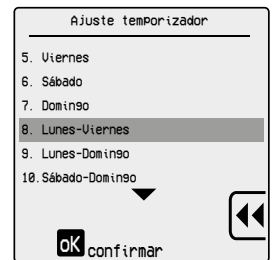 Ajuste temporizador
5. Viernes
6. Sábado
7. Domingo
8. Lunes-Viernes
9. Lunes-Domingo
10. Sábado-Domingo
OK confirmar